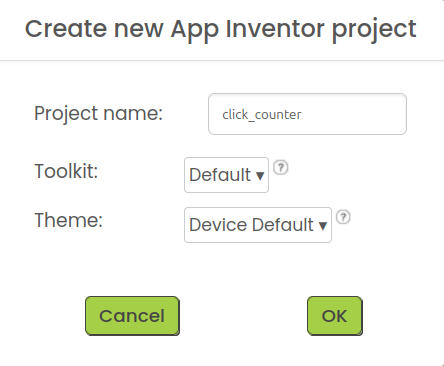 Create new App Inventor project
Project name: click_counter
Toolkit: Default ▾ ?
Theme: Device Default ▾ ?
Cancel OK